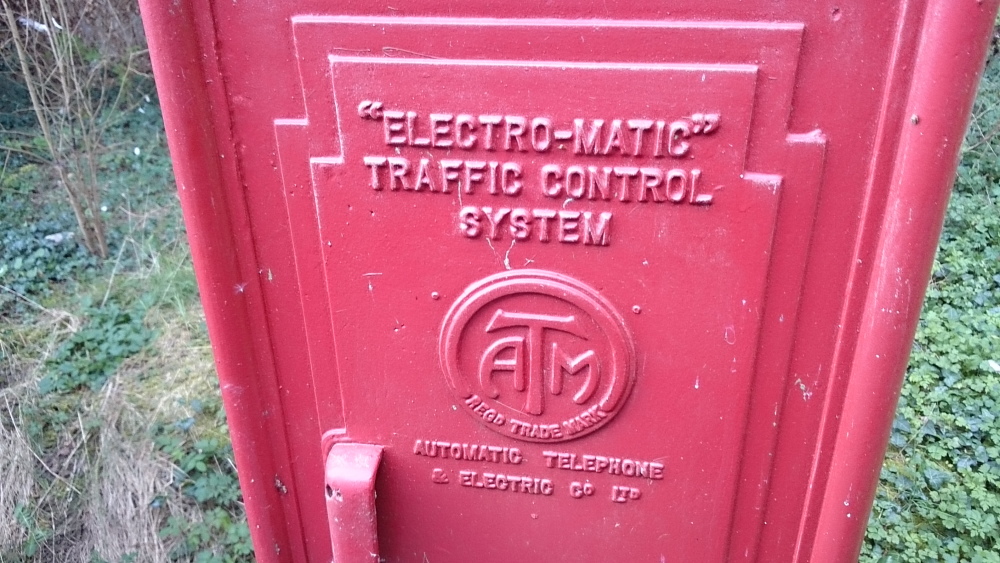 "ELECTRO-MATIC"
TRAFFIC CONTROL
SYSTEM
ATM
REGD TRADE MARK
AUTOMATIC TELEPHONE
& ELECTRIC Cº LTD